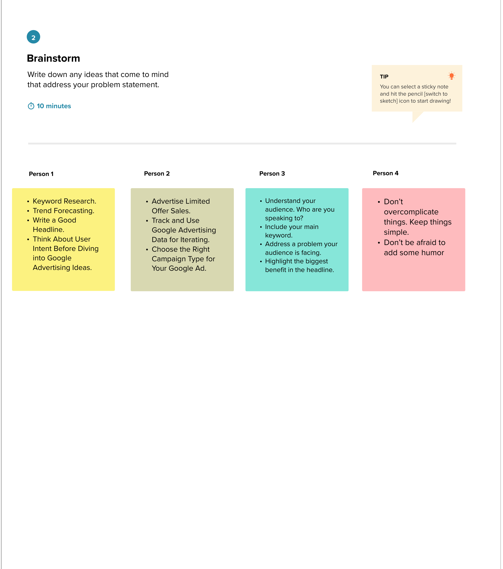 2
Brainstorm
Write down any ideas that come to mind
that address your problem statement.
10 minutes
TIP
You can select a sticky note
and hit the pencil [switch to
sketch] icon to start drawing!
Person 1
• Keyword Research.
• Trend Forecasting.
• Write a Good
Headline.
• Think About User
Intent Before Diving
into Google
Advertising Ideas.
Person 2
• Advertise Limited
Offer Sales.
• Track and Use
Google Advertising
Data for Iterating.
• Choose the Right
Campaign Type for
Your Google Ad.
Person 3
• Understand your
audience. Who are you
speaking to?
• Include your main
keyword.
• Address a problem your
audience is facing.
• Highlight the biggest
benefit in the headline.
Person 4
• Don’t
overcomplicate
things. Keep things
simple.
• Don’t be afraid to
add some humor